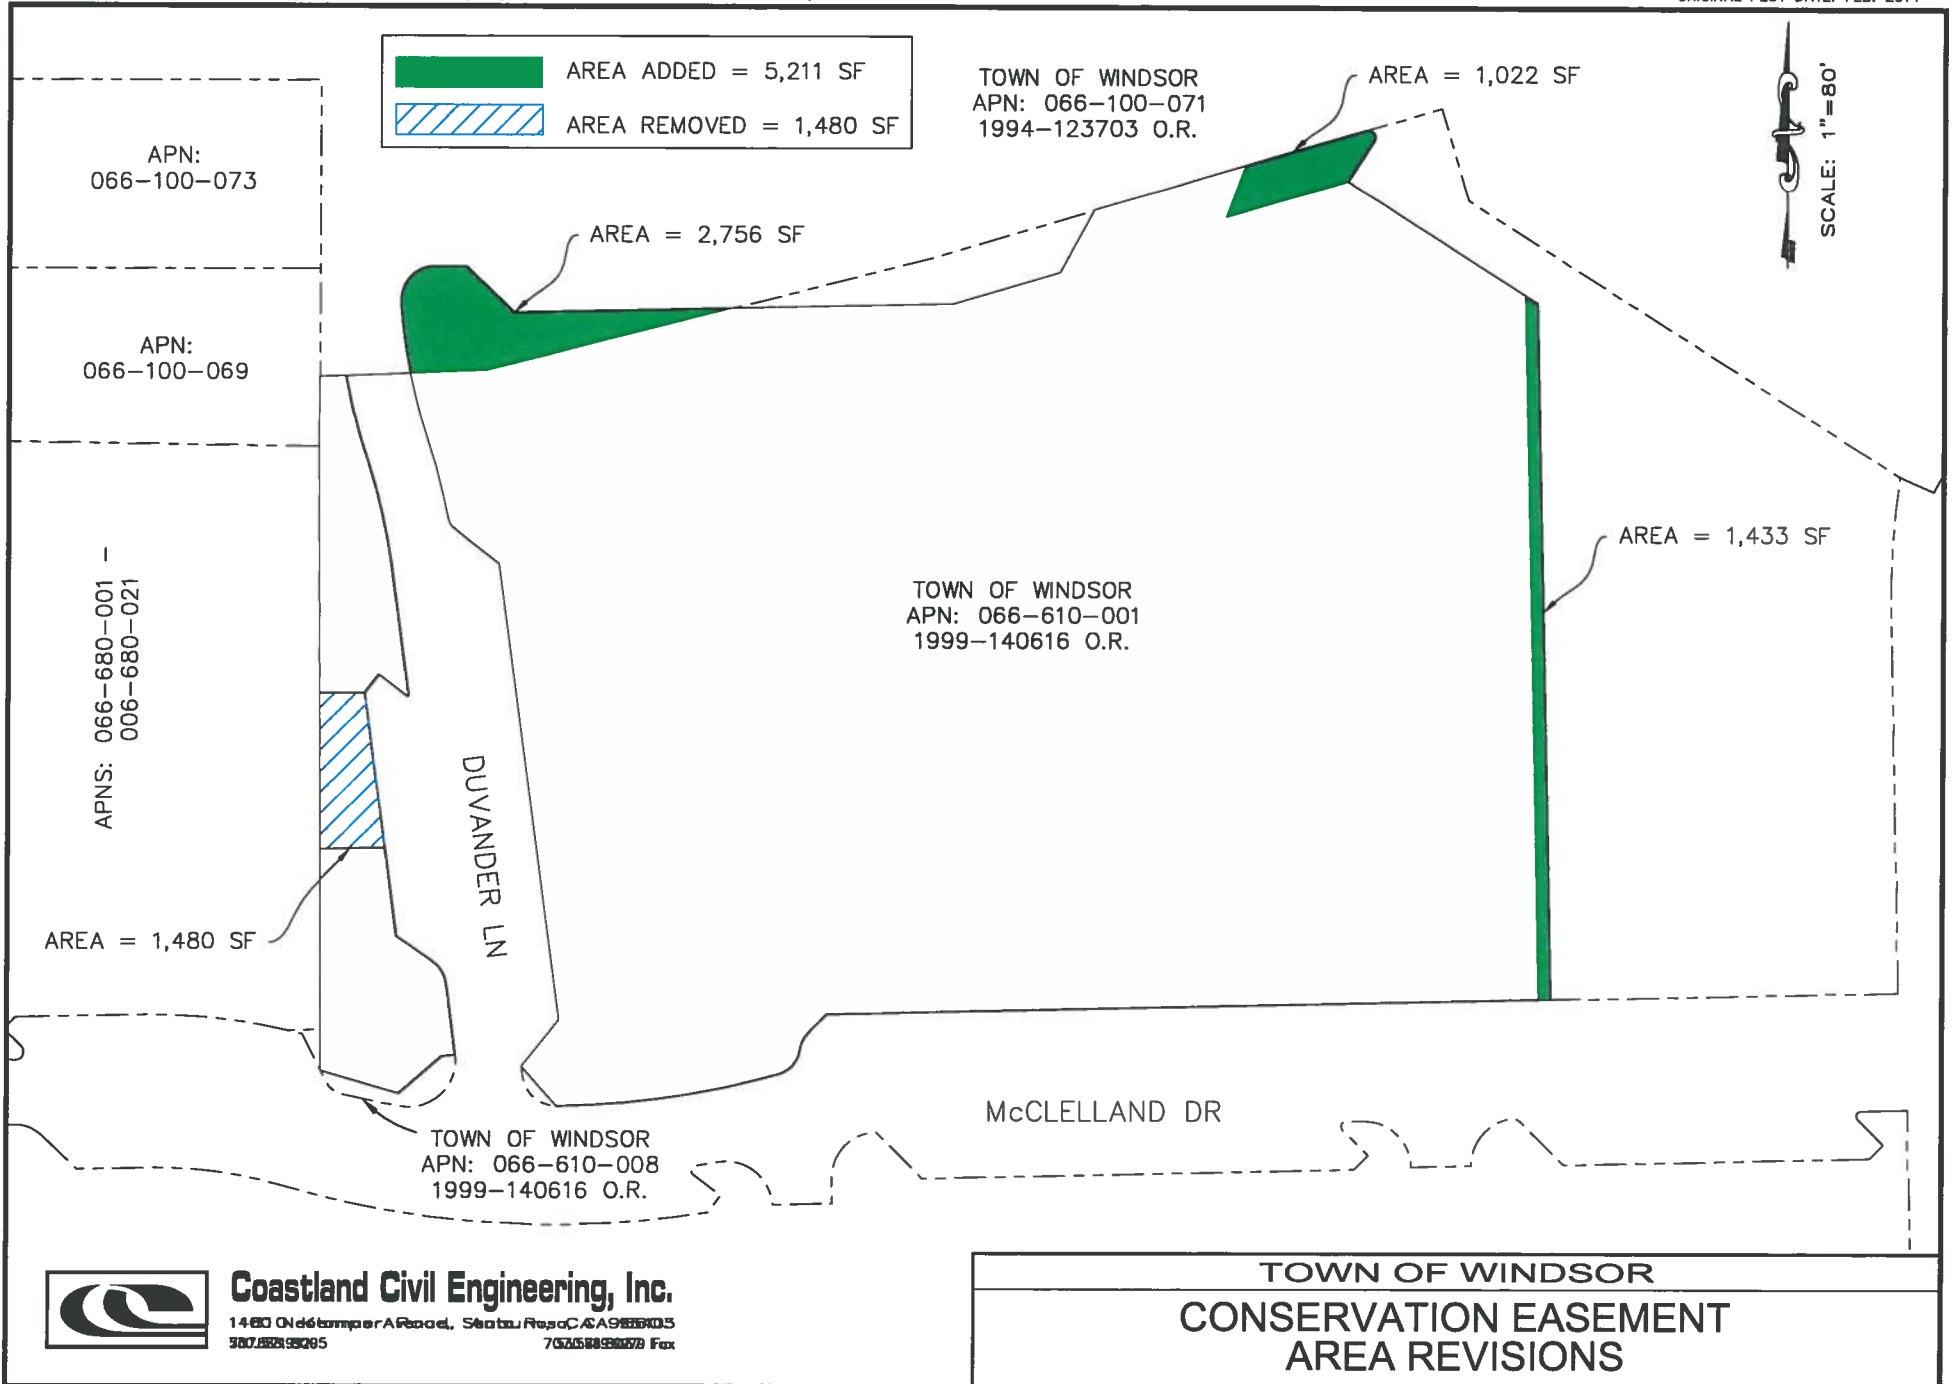 AREA ADDED = 5,211 SF
AREA REMOVED = 1,480 SF
TOWN OF WINDSOR
APN: 066-100-071
1994-123703 O.R.
AREA = 1,022 SF
SCALE: 1"=80'
APN:
066-100-073
AREA = 2,756 SF
APN:
066-100-069
AREA = 1,433 SF
APNS: 066-680-001 -
006-680-021
TOWN OF WINDSOR
APN: 066-610-001
1999-140616 O.R.
DUVANDER LN
AREA = 1,480 SF
McCLELLAND DR
TOWN OF WINDSOR
APN: 066-610-008
1999-140616 O.R.
Coastland Civil Engineering, Inc.
Fax
TOWN OF WINDSOR
CONSERVATION EASEMENT
AREA REVISIONS